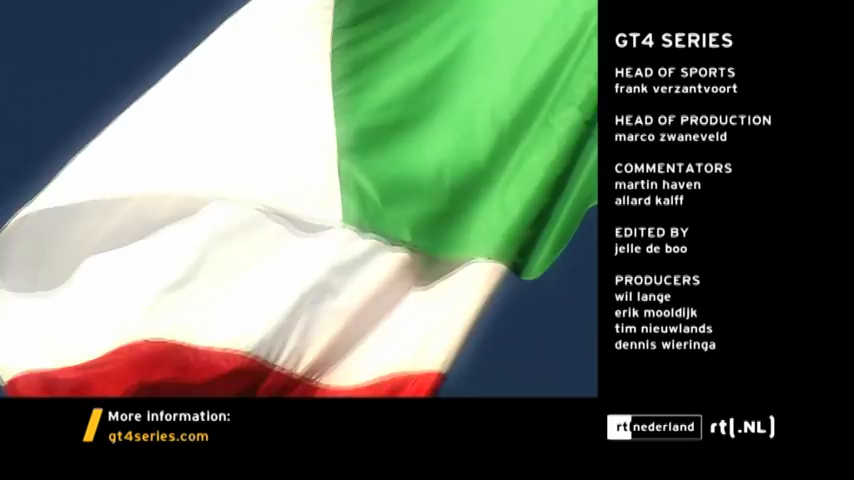 GT4 SERIES
HEAD OF SPORTS
frank verzantvoort
HEAD OF PRODUCTION
marco zwaneveld
COMMENTATORS
martin haven
allard kalff
EDITED BY
jelle de boo
PRODUCERS
wil lange
erik mooldijk
tim nieuwlands
dennis wieringa
More information:
gt4series.com
rtl nederland rtl(.NL)